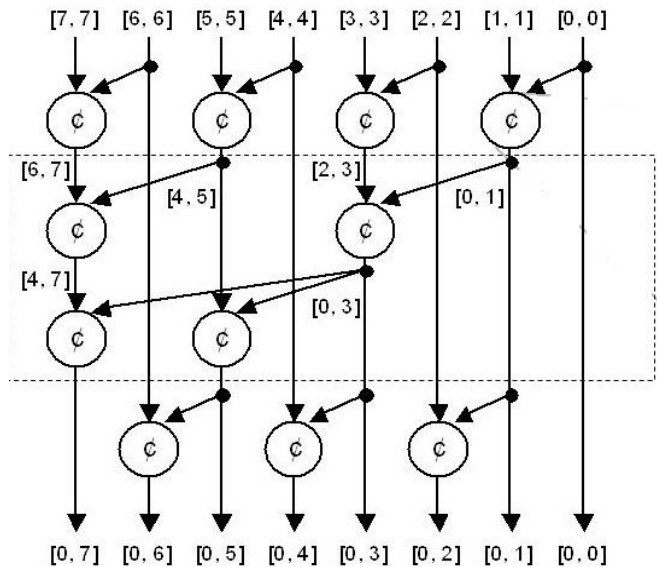 [7,7] [6,6] [5,5] [4,4] [3,3] [2,2] [1,1] [0,0]
¢ ¢ ¢ ¢
[6,7] [2,3]
[4,5] [0,1]
¢ ¢
[4,7]
[0,3]
¢ ¢
¢ ¢ ¢
[0,7] [0,6] [0,5] [0,4] [0,3] [0,2] [0,1] [0,0]